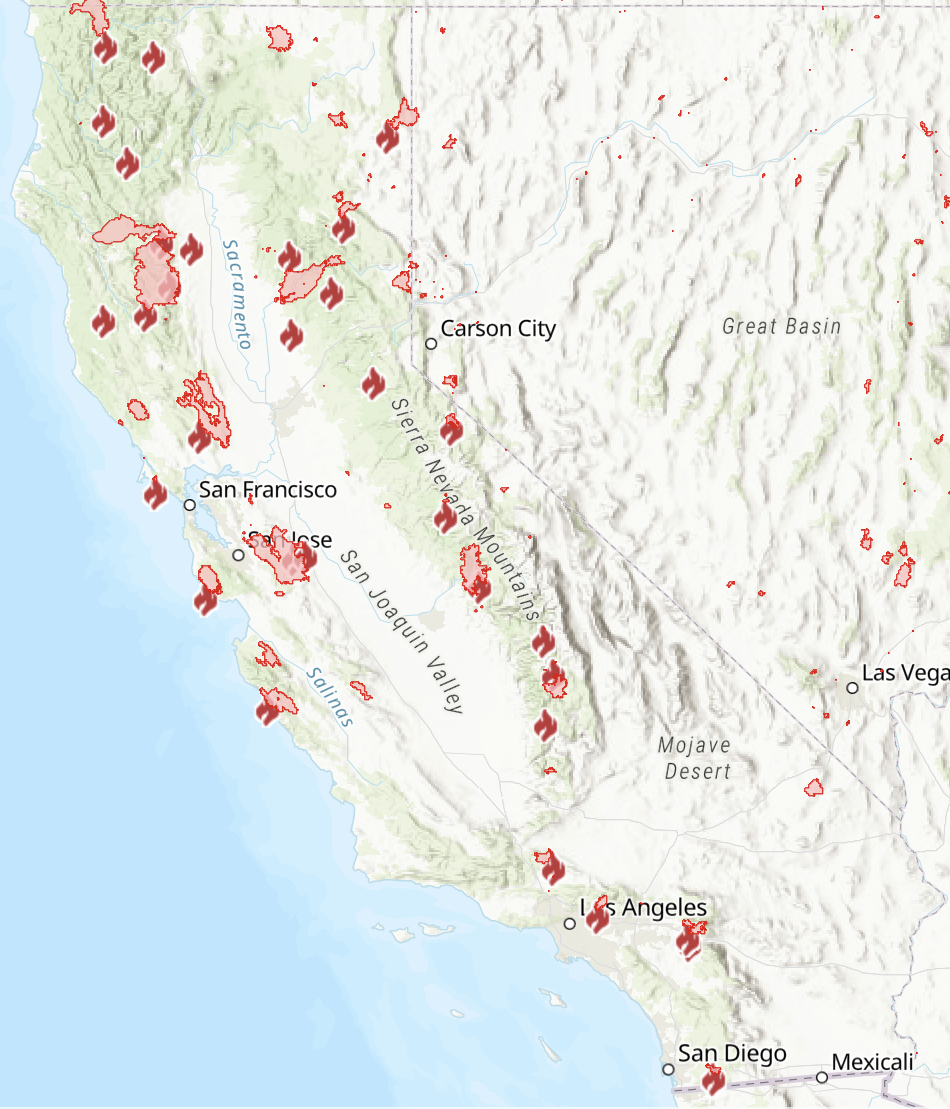 Sacramento
Great Basin
Carson City
Sierra Nevada Mountains
San Francisco
San Jose
San Joaquin Valley
Salinas
Las Vega
Mojave
Desert
Los Angeles
San Diego
Mexicali